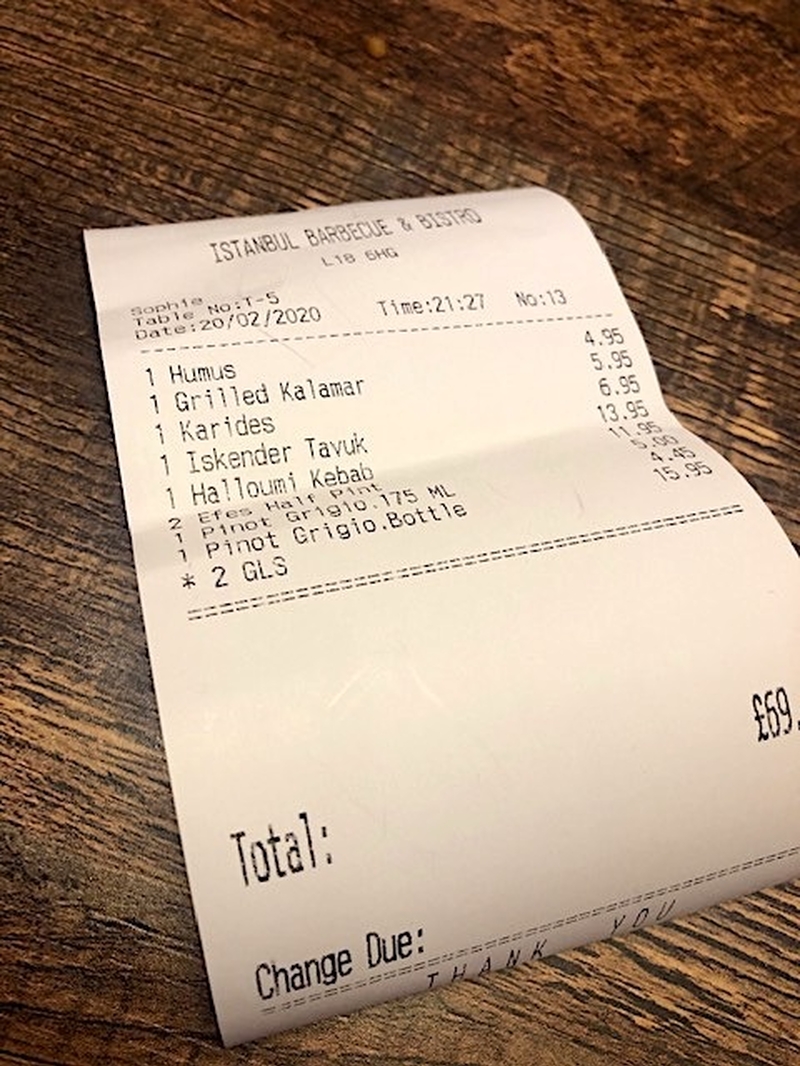 ISTANBUL BARBECUE & BISTRO
L18 6HG
Sophie
Table No:T-5
Date:20/02/2020 Time:21:27 No:13
1 Humus 4.95
1 Grilled Kalamar 5.95
1 Karides 6.95
1 Iskender Tavuk 13.95
1 Halloumi Kebab 11.95
2 Efes Half Pint 5.00
1 Pinot Grigio.175 ML 4.45
1 Pinot Grigio.Bottle 15.95
* 2 GLS
£69.
Total:
Change Due:
THANK YOU